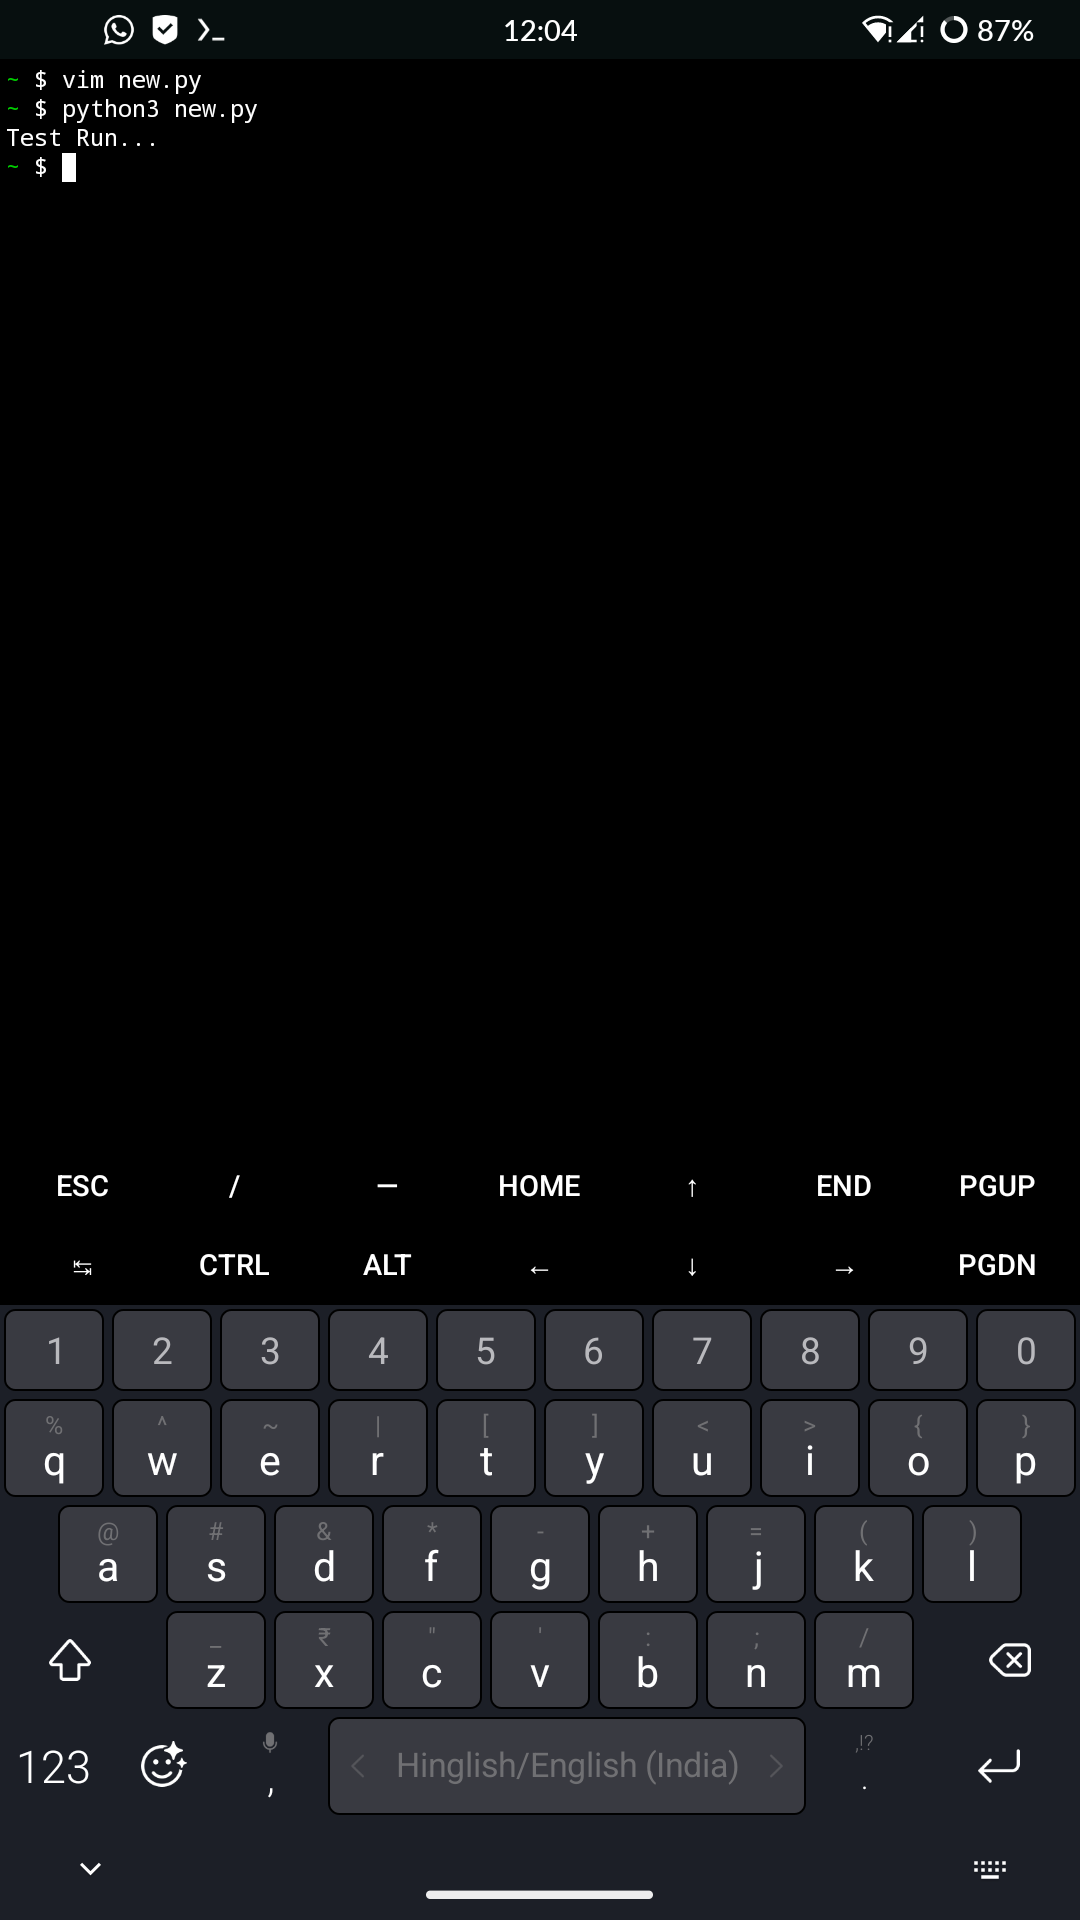 12:04 87%
~ $ vim new.py
~ $ python3 new.py
Test Run...
~ $
ESC / — HOME ↑ END PGUP
↹ CTRL ALT ← ↓ → PGDN
1 2 3 4 5 6 7 8 9 0
% ^ ~ | [ ] < > { }
q w e r t y u i o p
@ # & * - + = ( )
a s d f g h j k l
_ ₹ " ' : ; /
z x c v b n m
,!?
123 , < Hinglish/English (India) > .